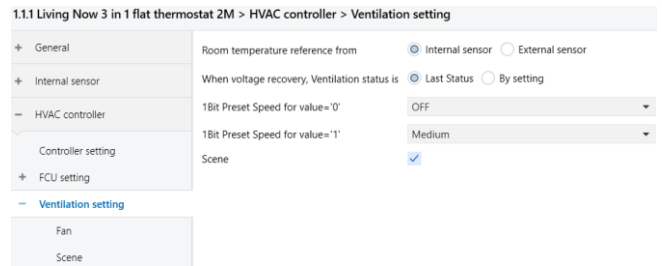 1.1.1 Living Now 3 in 1 flat thermostat 2M > HVAC controller > Ventilation setting
+ General
+ Internal sensor
− HVAC controller
Controller setting
+ FCU setting
− Ventilation setting
Fan
Scene
Room temperature reference from Internal sensor External sensor
When voltage recovery, Ventilation status is Last Status By setting
1Bit Preset Speed for value='0' OFF
1Bit Preset Speed for value='1' Medium
Scene